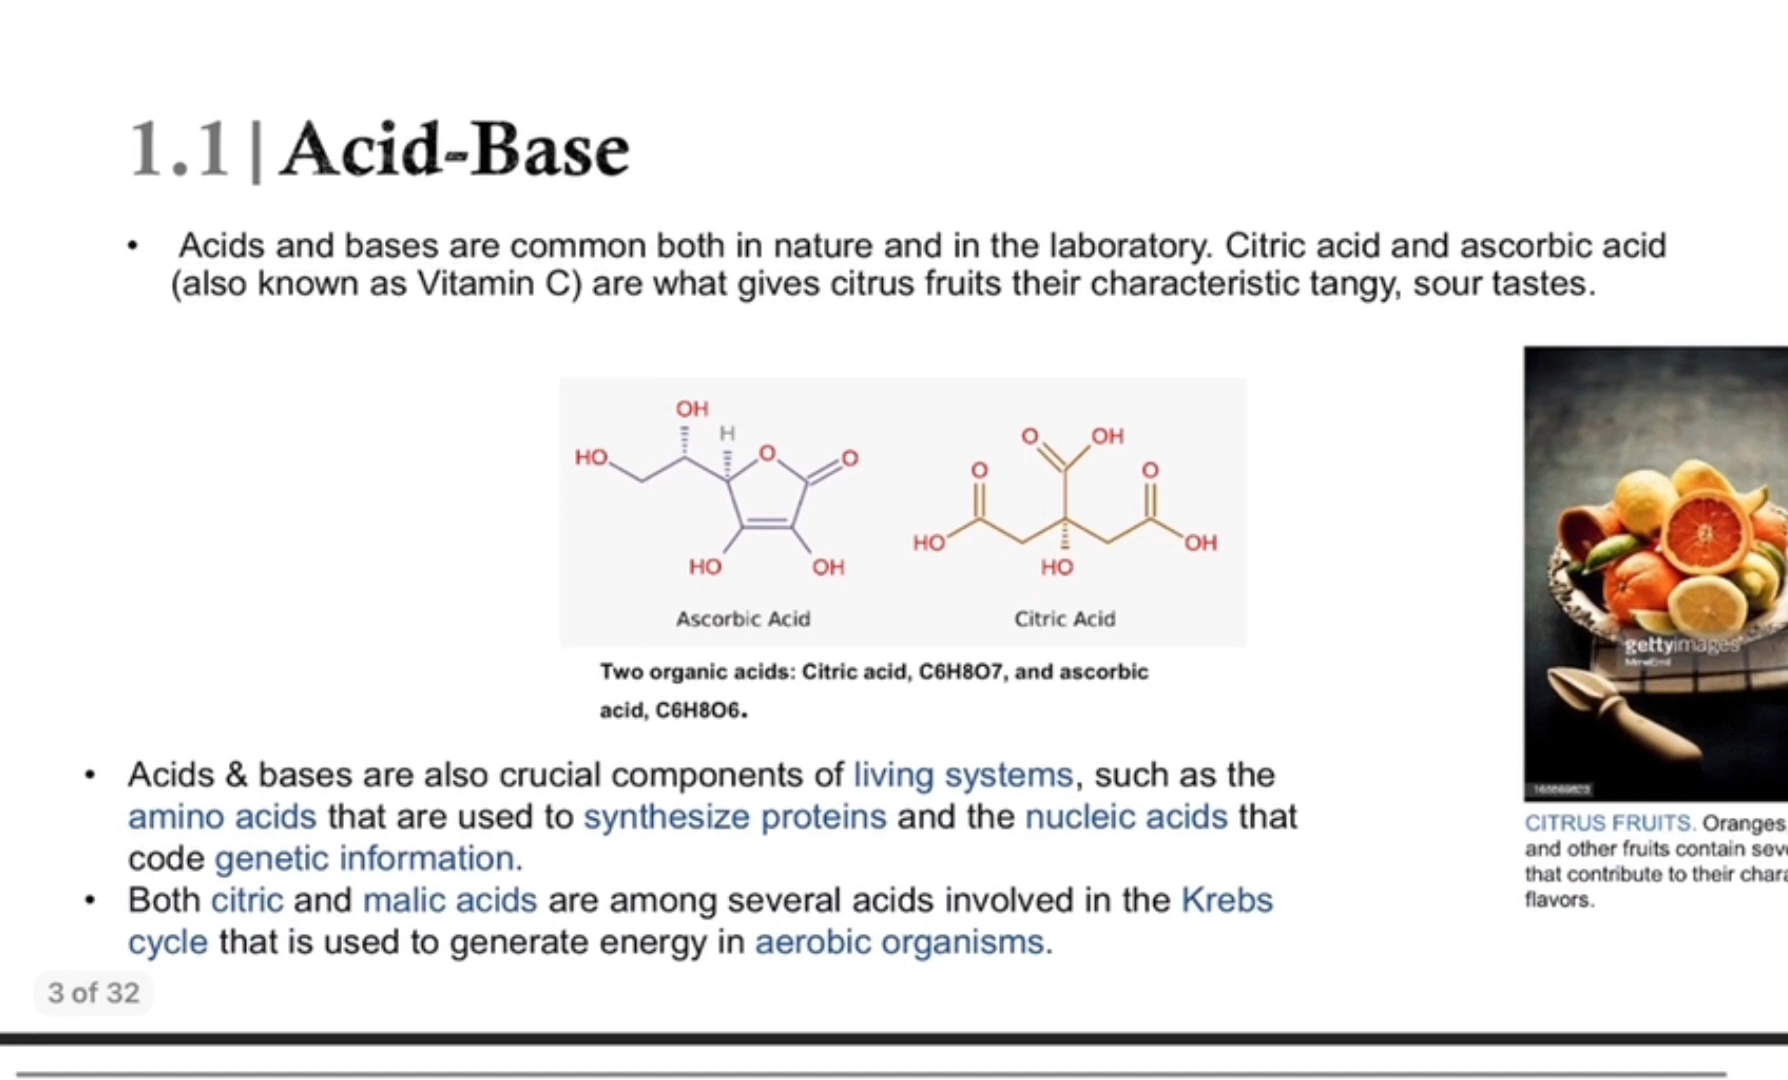 1.1| Acid-Base
• Acids and bases are common both in nature and in the laboratory. Citric acid and ascorbic acid
(also known as Vitamin C) are what gives citrus fruits their characteristic tangy, sour tastes.
OH
H
HO
O
O
HO
OH
Ascorbic Acid
O
OH
O
O
HO
OH
HO
Citric Acid
Two organic acids: Citric acid, C6H8O7, and ascorbic
acid, C6H8O6.
gettyimages
CITRUS FRUITS. Oranges
and other fruits contain
that contribute to their
flavors.
• Acids & bases are also crucial components of living systems, such as the
amino acids that are used to synthesize proteins and the nucleic acids that
code genetic information.
• Both citric and malic acids are among several acids involved in the Krebs
cycle that is used to generate energy in aerobic organisms.
3 of 32